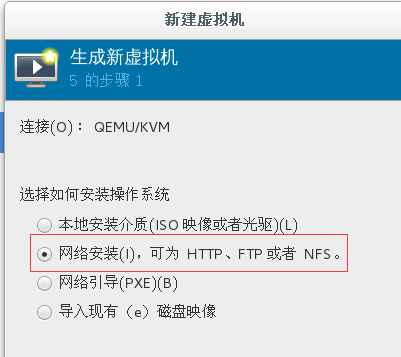 新建虚拟机
生成新虚拟机
5 的步骤 1
连接(O)： QEMU/KVM
选择如何安装操作系统
本地安装介质(ISO 映像或者光驱)(L)
网络安装(I)，可为 HTTP、FTP 或者 NFS。
网络引导(PXE)(B)
导入现有（e）磁盘映像